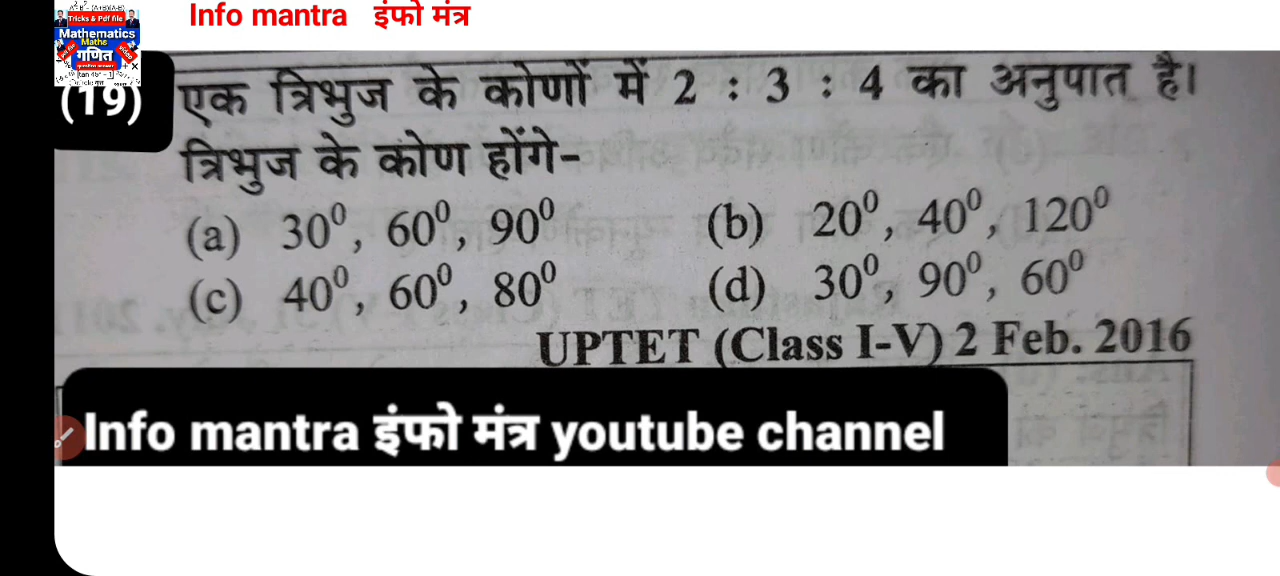 Info mantra इंफो मंत्र
Tricks & Pdf file
Mathematics
Maths
गणित
(19) एक त्रिभुज के कोणों में 2 : 3 : 4 का अनुपात है।
त्रिभुज के कोण होंगे-
(a) 30⁰, 60⁰, 90⁰ (b) 20⁰, 40⁰, 120⁰
(c) 40⁰, 60⁰, 80⁰ (d) 30⁰, 90⁰, 60⁰
UPTET (Class I-V) 2 Feb. 2016
Info mantra इंफो मंत्र youtube channel